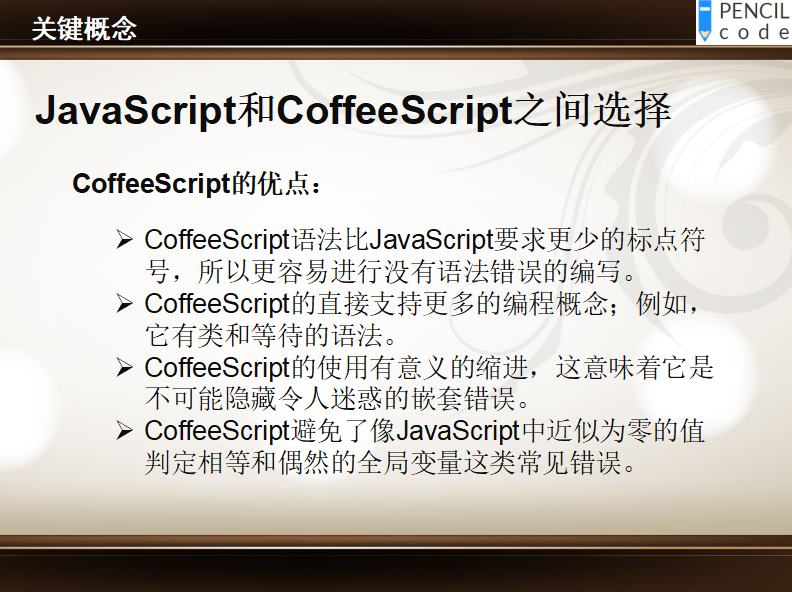 关键概念
PENCIL
code
JavaScript和CoffeeScript之间选择
CoffeeScript的优点：
CoffeeScript语法比JavaScript要求更少的标点符
号，所以更容易进行没有语法错误的编写。
CoffeeScript的直接支持更多的编程概念；例如，
它有类和等待的语法。
CoffeeScript的使用有意义的缩进，这意味着它是
不可能隐藏令人迷惑的嵌套错误。
CoffeeScript避免了像JavaScript中近似为零的值
判定相等和偶然的全局变量这类常见错误。